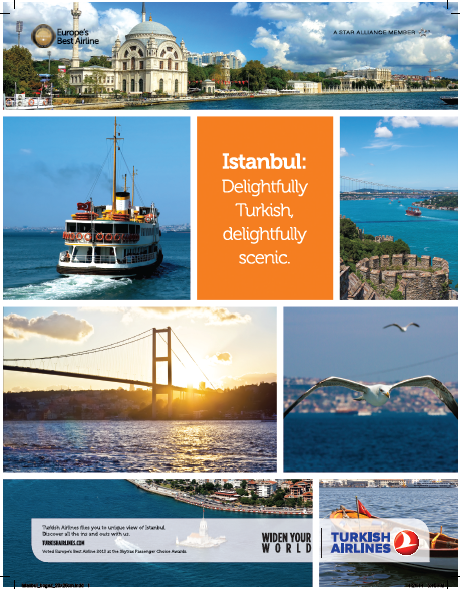 Europe's
Best Airline
A STAR ALLIANCE MEMBER
Istanbul:
Delightfully
Turkish,
delightfully
scenic.
Turkish Airlines flies you to unique view of Istanbul.
Discover all the ins and outs with us.
TURKISHAIRLINES.COM
Voted Europe's Best Airline 2013 at the Skytrax Passenger Choice Awards.
WIDEN YOUR
WORLD
TURKISH
AIRLINES